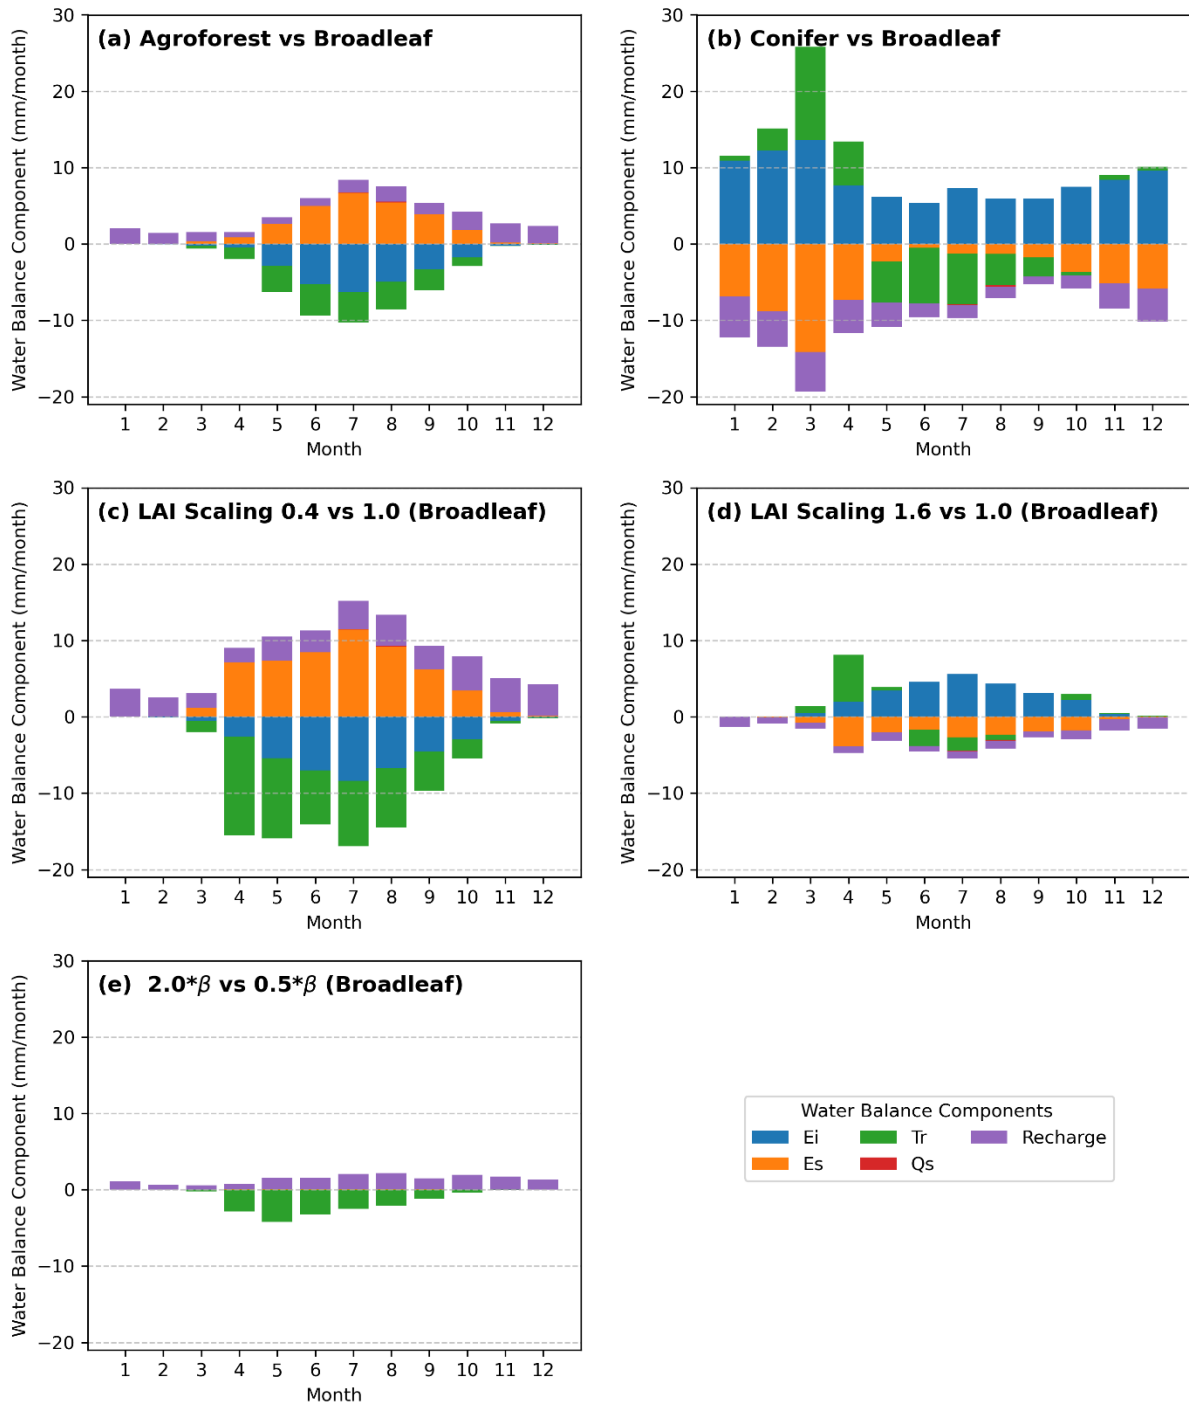 (a) Agroforest vs Broadleaf
Water Balance Component (mm/month)
30
20
10
0
−10
−20
1 2 3 4 5 6 7 8 9 10 11 12
Month
(b) Conifer vs Broadleaf
Water Balance Component (mm/month)
30
20
10
0
−10
−20
1 2 3 4 5 6 7 8 9 10 11 12
Month
(c) LAI Scaling 0.4 vs 1.0 (Broadleaf)
Water Balance Component (mm/month)
30
20
10
0
−10
−20
1 2 3 4 5 6 7 8 9 10 11 12
Month
(d) LAI Scaling 1.6 vs 1.0 (Broadleaf)
Water Balance Component (mm/month)
30
20
10
0
−10
−20
1 2 3 4 5 6 7 8 9 10 11 12
Month
(e) 2.0*β vs 0.5*β (Broadleaf)
Water Balance Component (mm/month)
30
20
10
0
−10
−20
1 2 3 4 5 6 7 8 9 10 11 12
Month
Water Balance Components
Ei Tr Recharge
Es Qs